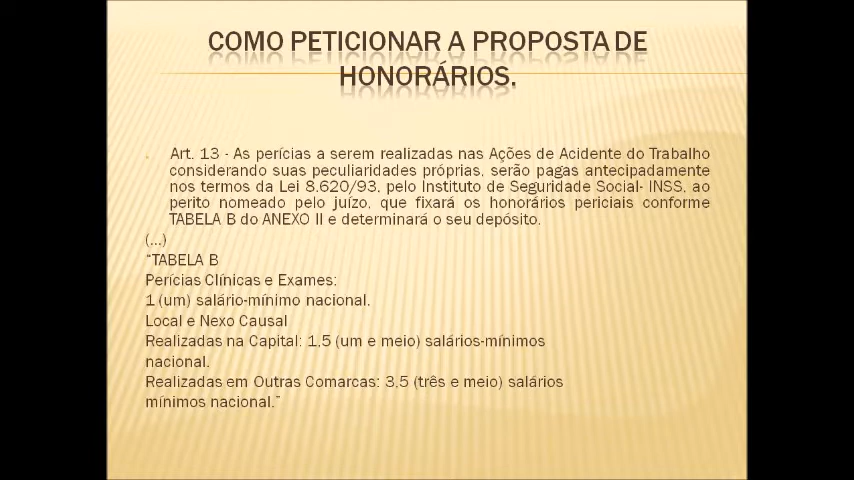 COMO PETICIONAR A PROPOSTA DE
HONORÁRIOS.
Art. 13 - As perícias a serem realizadas nas Ações de Acidente do Trabalho
considerando suas peculiaridades próprias, serão pagas antecipadamente
nos termos da Lei 8.620/93, pelo Instituto de Seguridade Social- INSS, ao
perito nomeado pelo juízo, que fixará os honorários periciais conforme
TABELA B do ANEXO II e determinará o seu depósito.
(...)
“TABELA B
Perícias Clínicas e Exames:
1 (um) salário-mínimo nacional.
Local e Nexo Causal
Realizadas na Capital: 1,5 (um e meio) salários-mínimos
nacional.
Realizadas em Outras Comarcas: 3,5 (três e meio) salários
mínimos nacional.”